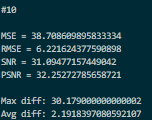 #10
MSE = 38.708609895833334
RMSE = 6.221624377590898
SNR = 31.09477157449042
PSNR = 32.25272785658721
Max diff: 30.179000000000002
Avg diff: 2.1918397080592107